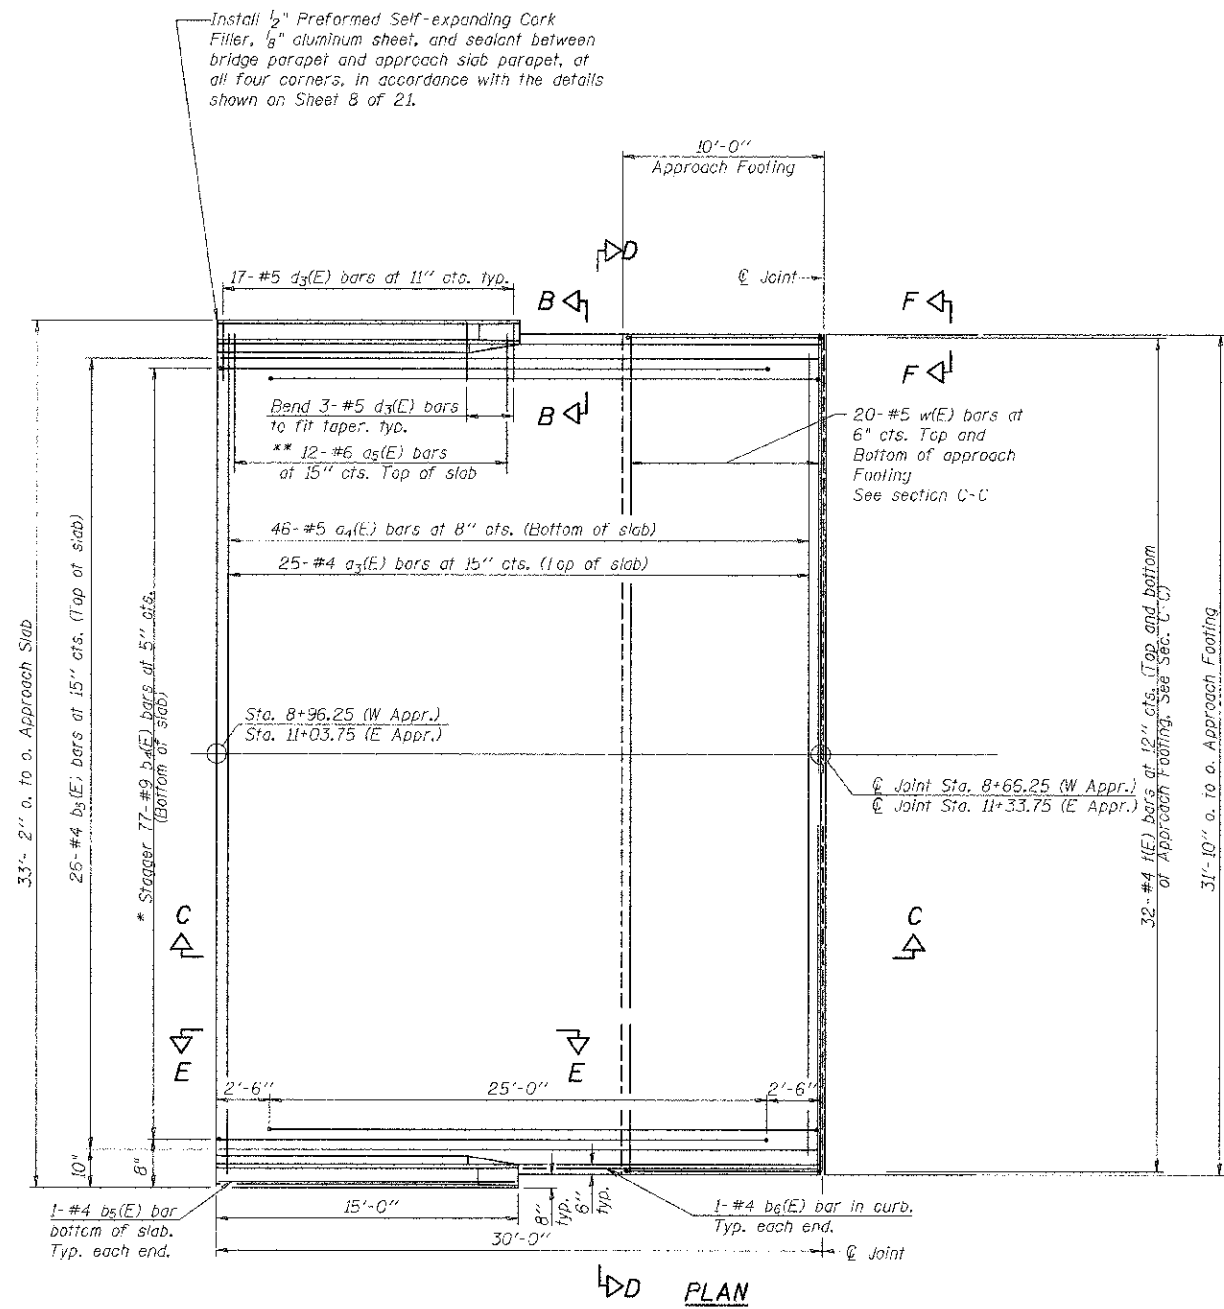 Install 1/2" Preformed Self-expanding Cork
Filler, 1/8" aluminum sheet, and sealant between
bridge parapet and approach slab parapet, at
all four corners, in accordance with the details
shown on Sheet 8 of 21.
10'-0"
Approach Footing
D
℄ Joint
17-#5 d3(E) bars at 11" cts. typ.
B
F
B
F
Bend 3-#5 d3(E) bars
to fit taper. typ.
** 12-#6 a5(E) bars
at 15" cts. Top of slab
20-#5 w(E) bars at
6" cts. Top and
Bottom of approach
Footing
See section C-C
46-#5 a4(E) bars at 8" cts. (Bottom of slab)
25-#4 a3(E) bars at 15" cts. (Top of slab)
33'-2" o. to o. Approach Slab
26-#4 b3(E) bars at 15" cts. (Top of slab)
* Stagger 77-#9 b4(E) bars at 5" cts.
(Bottom of slab)
Sta. 8+96.25 (W Appr.)
Sta. 11+03.75 (E Appr.)
℄ Joint Sta. 8+66.25 (W Appr.)
℄ Joint Sta. 11+33.75 (E Appr.)
32-#4 t(E) bars at 12" cts. (Top and bottom
of Approach Footing, See Sec. C-C)
31'-10" o. to o. Approach Footing
C
C
E
E
2'-6"
25'-0"
2'-6"
10"
8"
1-#4 b5(E) bar
bottom of slab.
Typ. each end.
15'-0"
8"
typ.
6"
typ.
1-#4 b6(E) bar in curb.
Typ. each end.
30'-0"
℄ Joint
D
PLAN